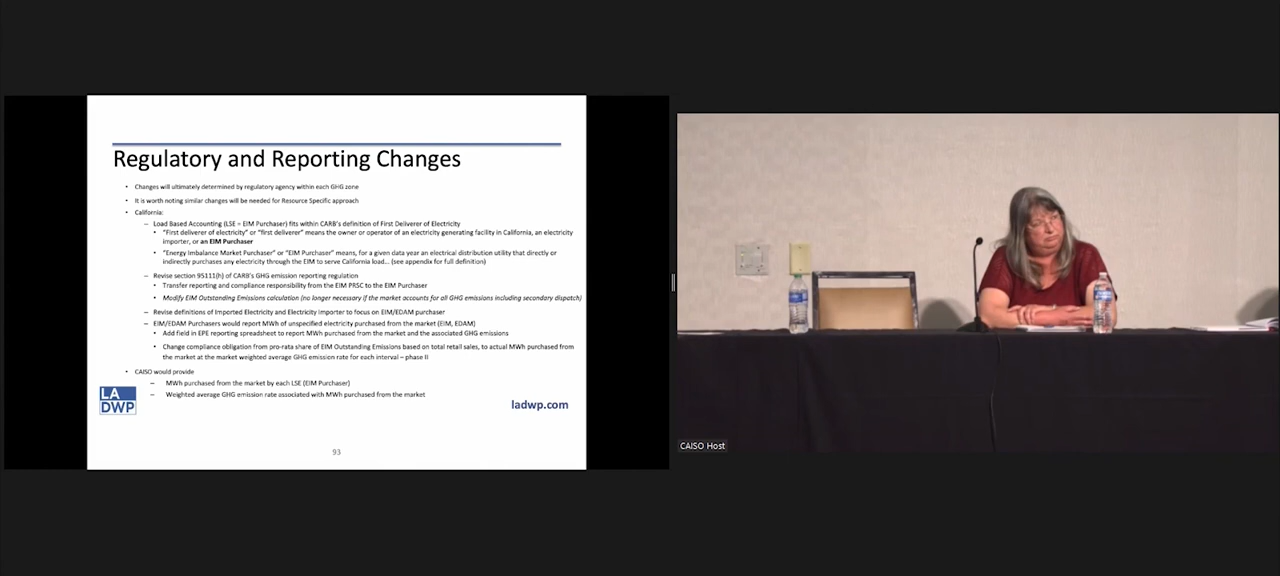 Regulatory and Reporting Changes
• Changes will ultimately determined by regulatory agency within each GHG zone
• It is worth noting similar changes will be needed for Resource Specific approach
• California:
– Load Based Accounting (LSE = EIM Purchaser) fits within CARB's definition of First Deliverer of Electricity
• "First deliverer of electricity" or "first deliverer" means the owner or operator of an electricity generating facility in California, an electricity
importer, or an EIM Purchaser
• "Energy Imbalance Market Purchaser" or "EIM Purchaser" means, for a given data year an electrical distribution utility that directly or
indirectly purchases any electricity through the EIM to serve California load... (see appendix for full definition)
– Revise section 95111(h) of CARB's GHG emission reporting regulation
• Transfer reporting and compliance responsibility from the EIM PRSC to the EIM Purchaser
• Modify EIM Outstanding Emissions calculation (no longer necessary if the market accounts for all GHG emissions including secondary dispatch)
– Revise definitions of Imported Electricity and Electricity Importer to focus on EIM/EDAM purchaser
– EIM/EDAM Purchasers would report MWh of unspecified electricity purchased from the market (EIM, EDAM)
• Add field in EPE reporting spreadsheet to report MWh purchased from the market and the associated GHG emissions
• Change compliance obligation from pro-rata share of EIM Outstanding Emissions based on total retail sales, to actual MWh purchased from
the market at the market weighted average GHG emission rate for each interval – phase II
• CAISO would provide
– MWh purchased from the market by each LSE (EIM Purchaser)
– Weighted average GHG emission rate associated with MWh purchased from the market
LA
DWP
ladwp.com
93
CAISO Host